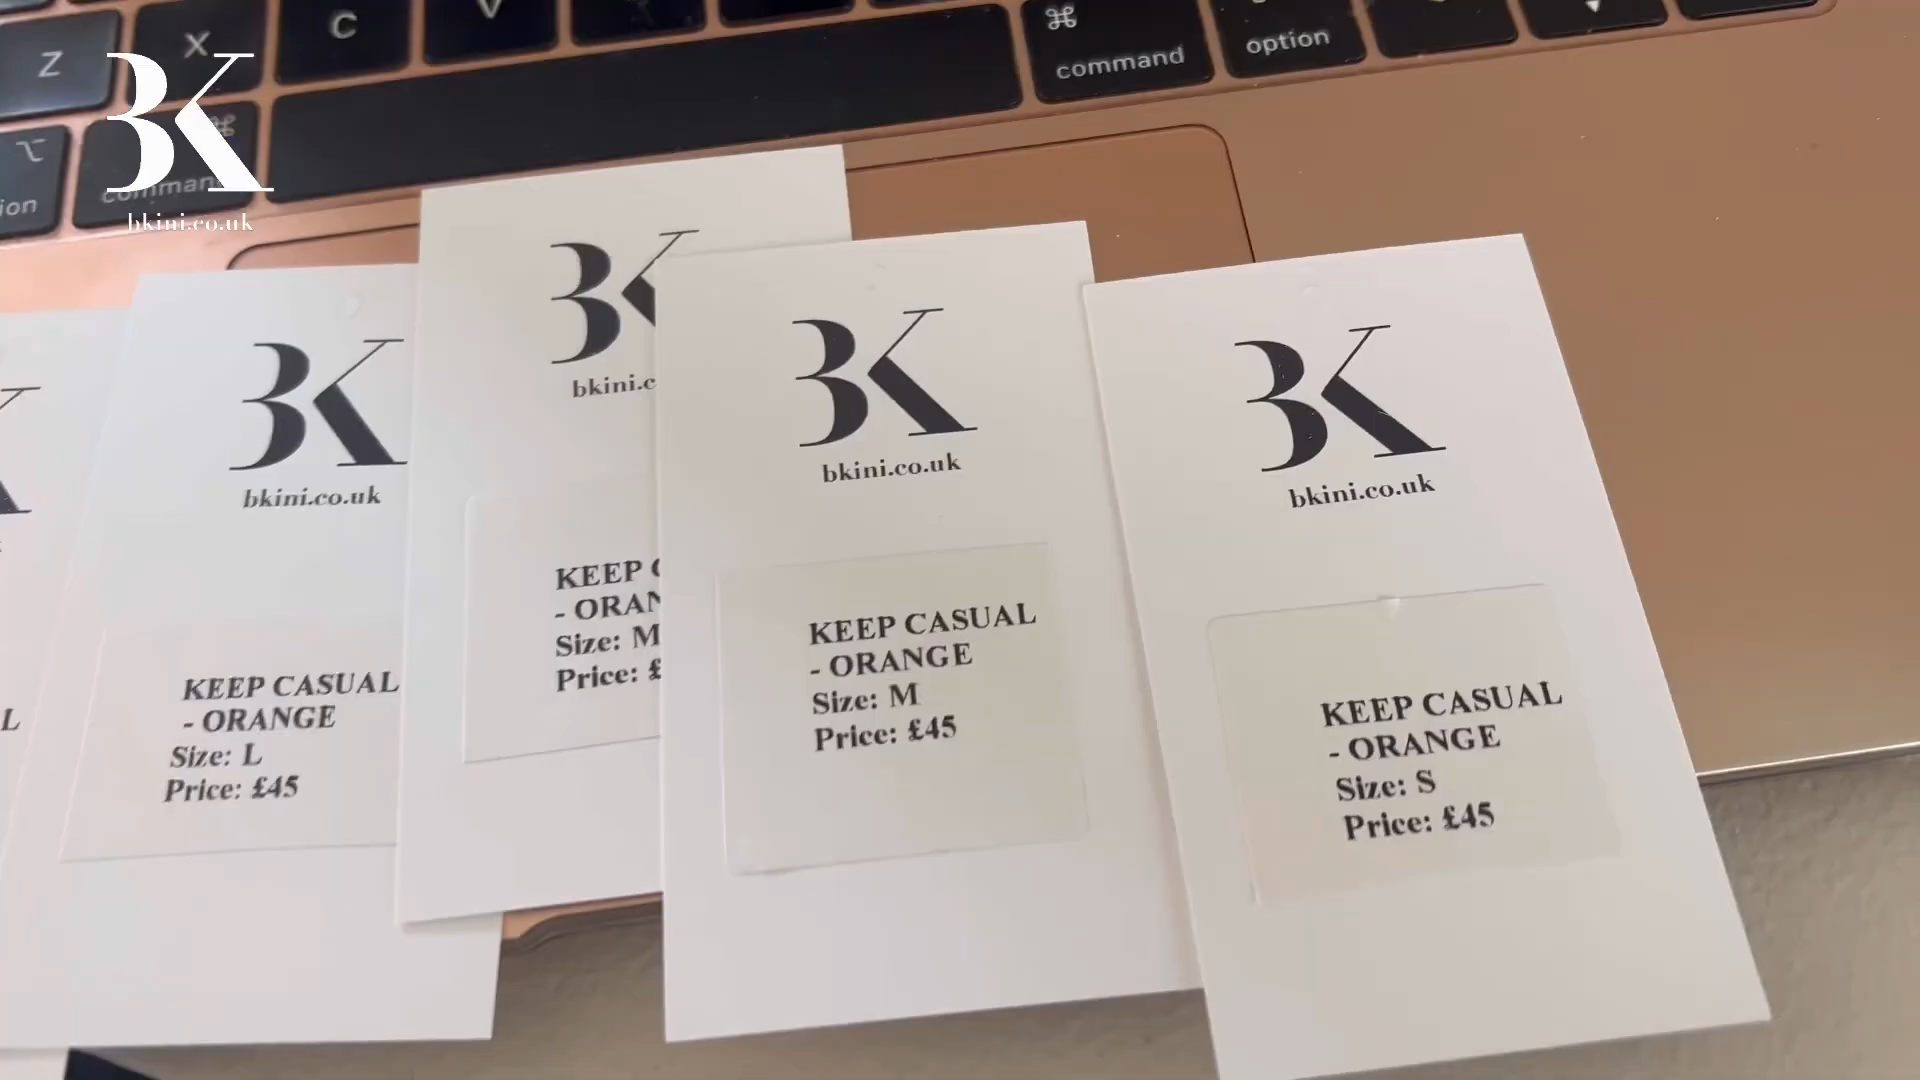 Z X C V
⌘
command
option
⌥
ion
⌘
command
BK
bkini.co.uk
BK
bkini.co.uk
KEEP CASUAL
- ORANGE
Size: L
Price: £45
BK
bkini.c
KEEP C
- ORAN
Size: M
Price: £
BK
bkini.co.uk
KEEP CASUAL
- ORANGE
Size: M
Price: £45
BK
bkini.co.uk
KEEP CASUAL
- ORANGE
Size: S
Price: £45
L